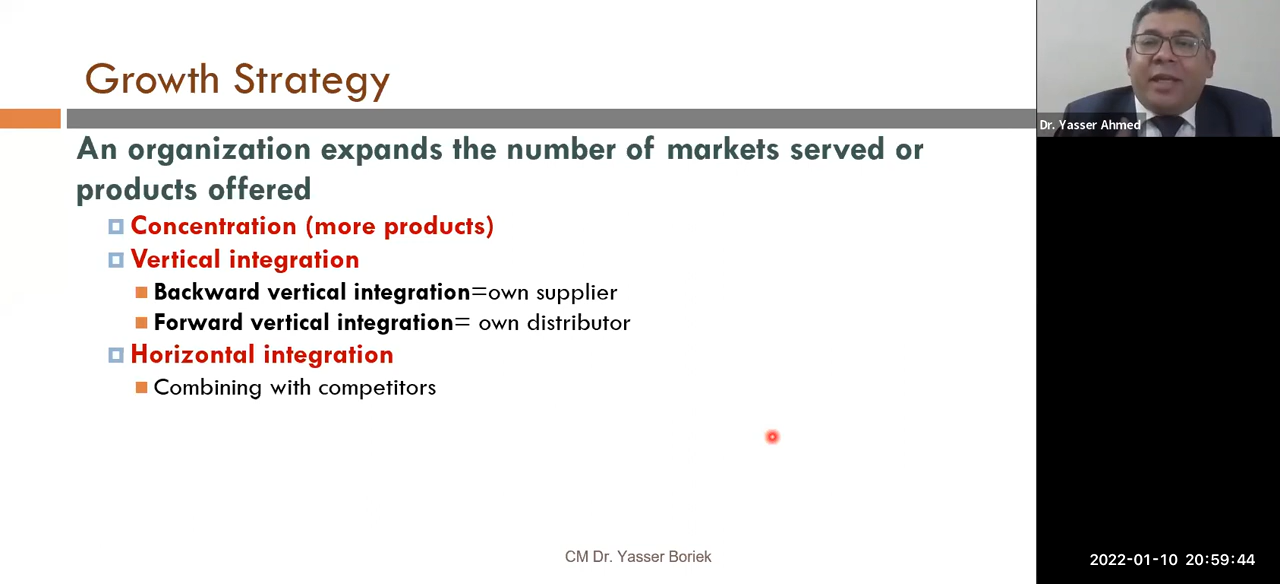 Growth Strategy
An organization expands the number of markets served or
products offered
Concentration (more products)
Vertical integration
Backward vertical integration=own supplier
Forward vertical integration= own distributor
Horizontal integration
Combining with competitors
CM Dr. Yasser Boriek
Dr. Yasser Ahmed
2022-01-10 20:59:44